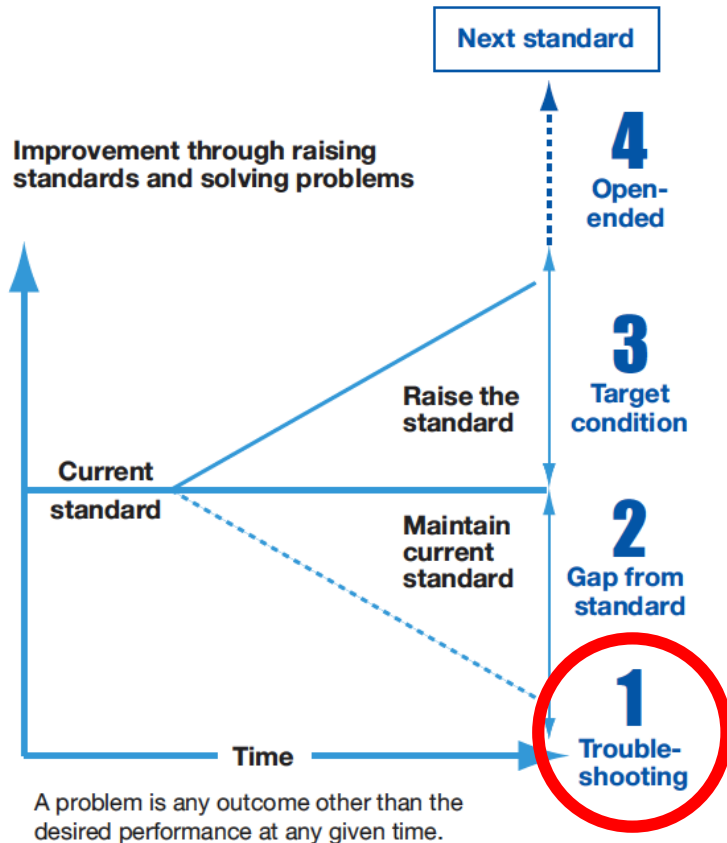 Next standard
Improvement through raising
standards and solving problems
4
Open-
ended
Raise the
standard
3
Target
condition
Current
standard
Maintain
current
standard
2
Gap from
standard
1
Trouble-
shooting
Time
A problem is any outcome other than the
desired performance at any given time.